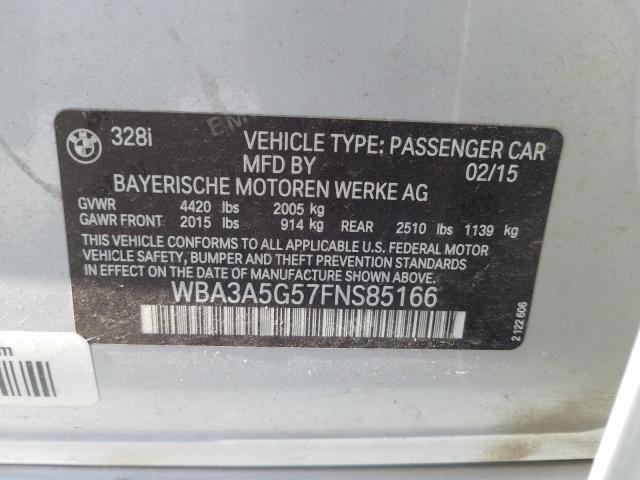 328i
VEHICLE TYPE: PASSENGER CAR
MFD BY 02/15
BAYERISCHE MOTOREN WERKE AG
GVWR 4420 lbs 2005 kg
GAWR FRONT 2015 lbs 914 kg REAR 2510 lbs 1139 kg
THIS VEHICLE CONFORMS TO ALL APPLICABLE U.S. FEDERAL MOTOR
VEHICLE SAFETY, BUMPER AND THEFT PREVENTION STANDARDS
IN EFFECT ON THE DATE OF MANUFACTURE SHOWN ABOVE.
WBA3A5G57FNS85166
2 122 606
m